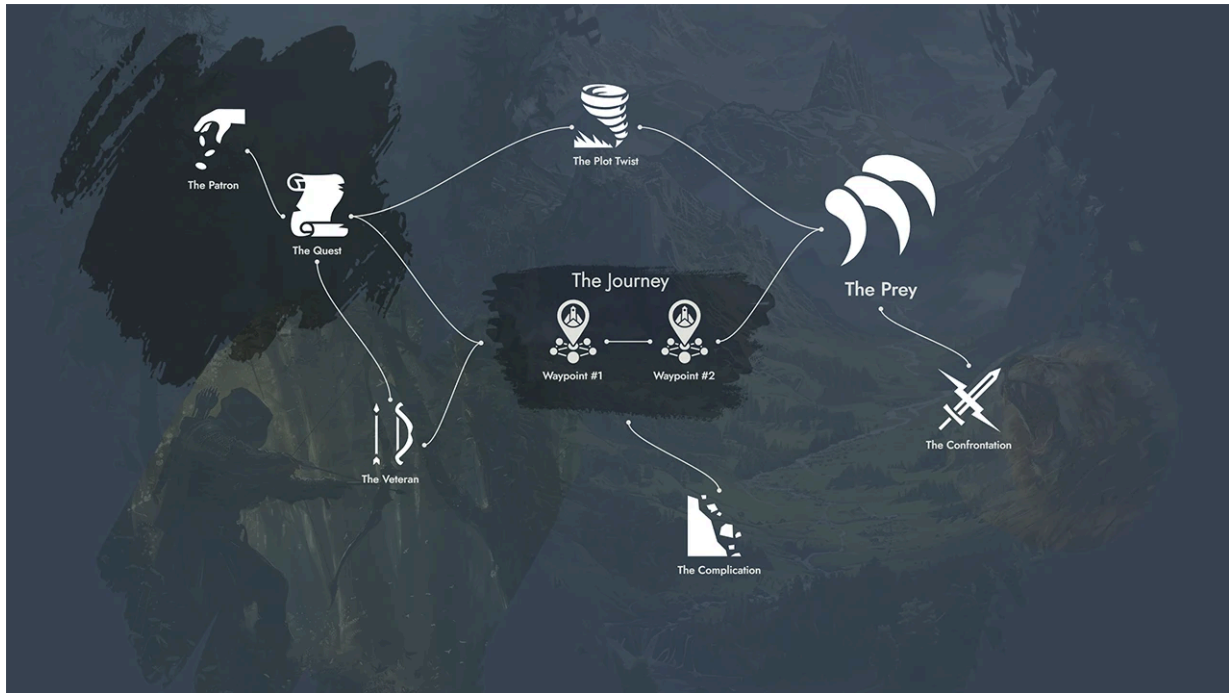 The Plot Twist
The Patron
The Quest
The Journey
The Prey
Waypoint #1
Waypoint #2
The Confrontation
The Veteran
The Complication